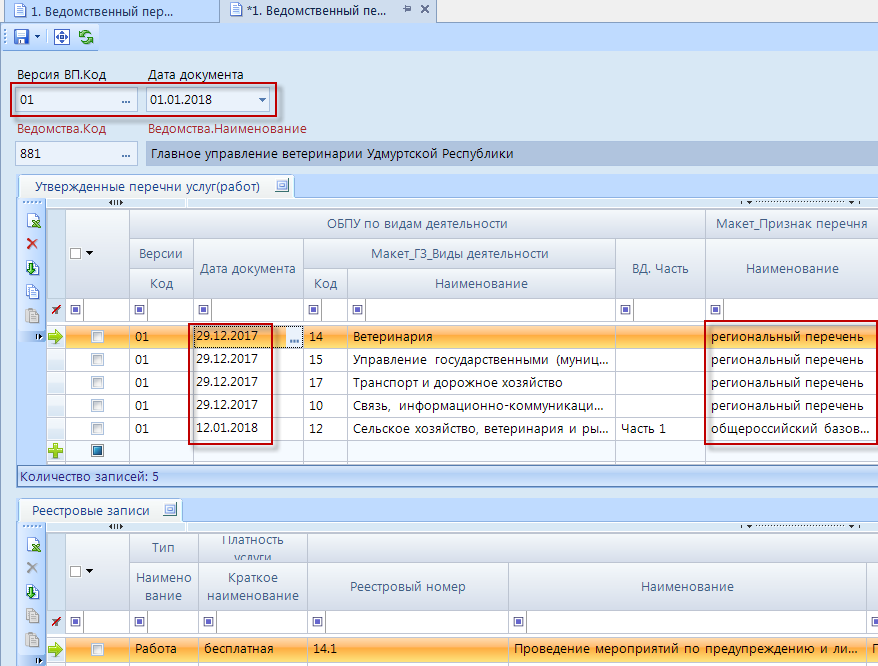 1. Ведомственный пер...
*1. Ведомственный пе...
Версия ВП.Код
Дата документа
01 ...
01.01.2018
Ведомства.Код
Ведомства.Наименование
881 ...
Главное управление ветеринарии Удмуртской Республики
Утвержденные перечни услуг(работ)
ОБПУ по видам деятельности
Макет_Признак перечня
Версии
Дата документа
Макет_ГЗ_Виды деятельности
ВД. Часть
Наименование
Код
Код
Наименование
01 29.12.2017 ... 14 Ветеринария региональный перечень
01 29.12.2017 15 Управление государственными (муниц... региональный перечень
01 29.12.2017 17 Транспорт и дорожное хозяйство региональный перечень
01 29.12.2017 10 Связь, информационно-коммуникаци... региональный перечень
01 12.01.2018 12 Сельское хозяйство, ветеринария и ры... Часть 1 общероссийский базов...
Количество записей: 5
Реестровые записи
Тип
Платность
услуги
Наимено
вание
Краткое
наименование
Реестровый номер
Наименование
Работа бесплатная 14.1 Проведение мероприятий по предупреждению и ли...